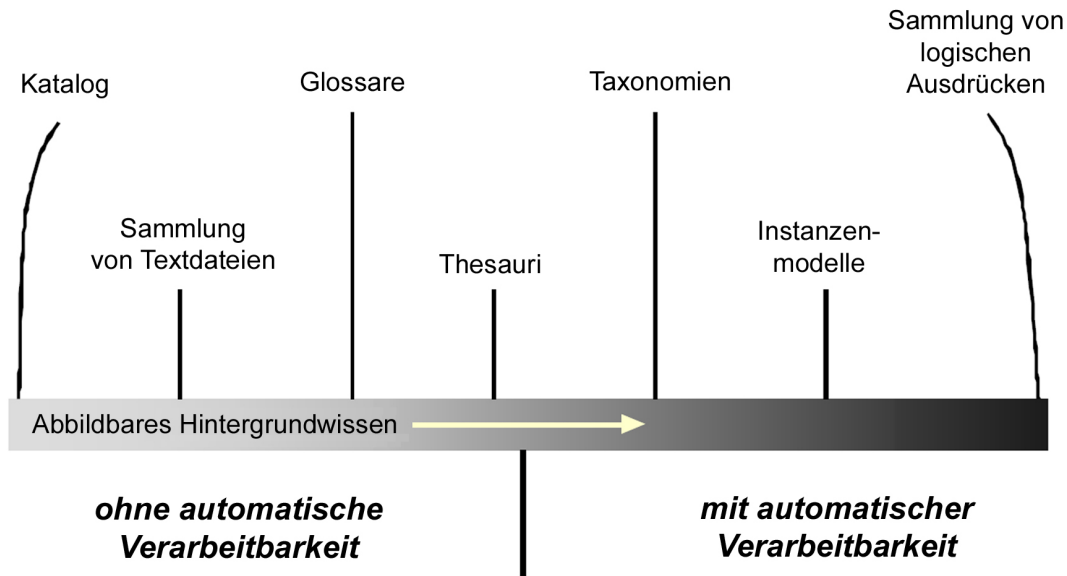 Katalog
Sammlung
von Textdateien
Glossare
Thesauri
Taxonomien
Instanzen-
modelle
Sammlung von
logischen
Ausdrücken
Abbildbares Hintergrundwissen
ohne automatische
Verarbeitbarkeit
mit automatischer
Verarbeitbarkeit